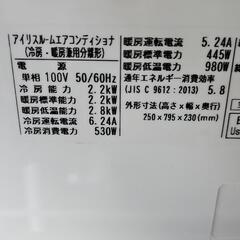 アイリスルームエアコンディショナ
(冷房・暖房兼用分離形)
電 源
単相 100V 50/60Hz
冷房能力 2.2kW
暖房標準能力 2.2kW
暖房低温能力 2.8kW
冷房運転電流 6.24A
冷房消費電力 530W
暖房運転電流 5.24A
暖房標準電力 445W
暖房低温電力 980W
通年エネルギー消費効率
(JIS C 9612:2013) 5.8
外形寸法(高さ×幅×奥行)
250×795×230(mm)